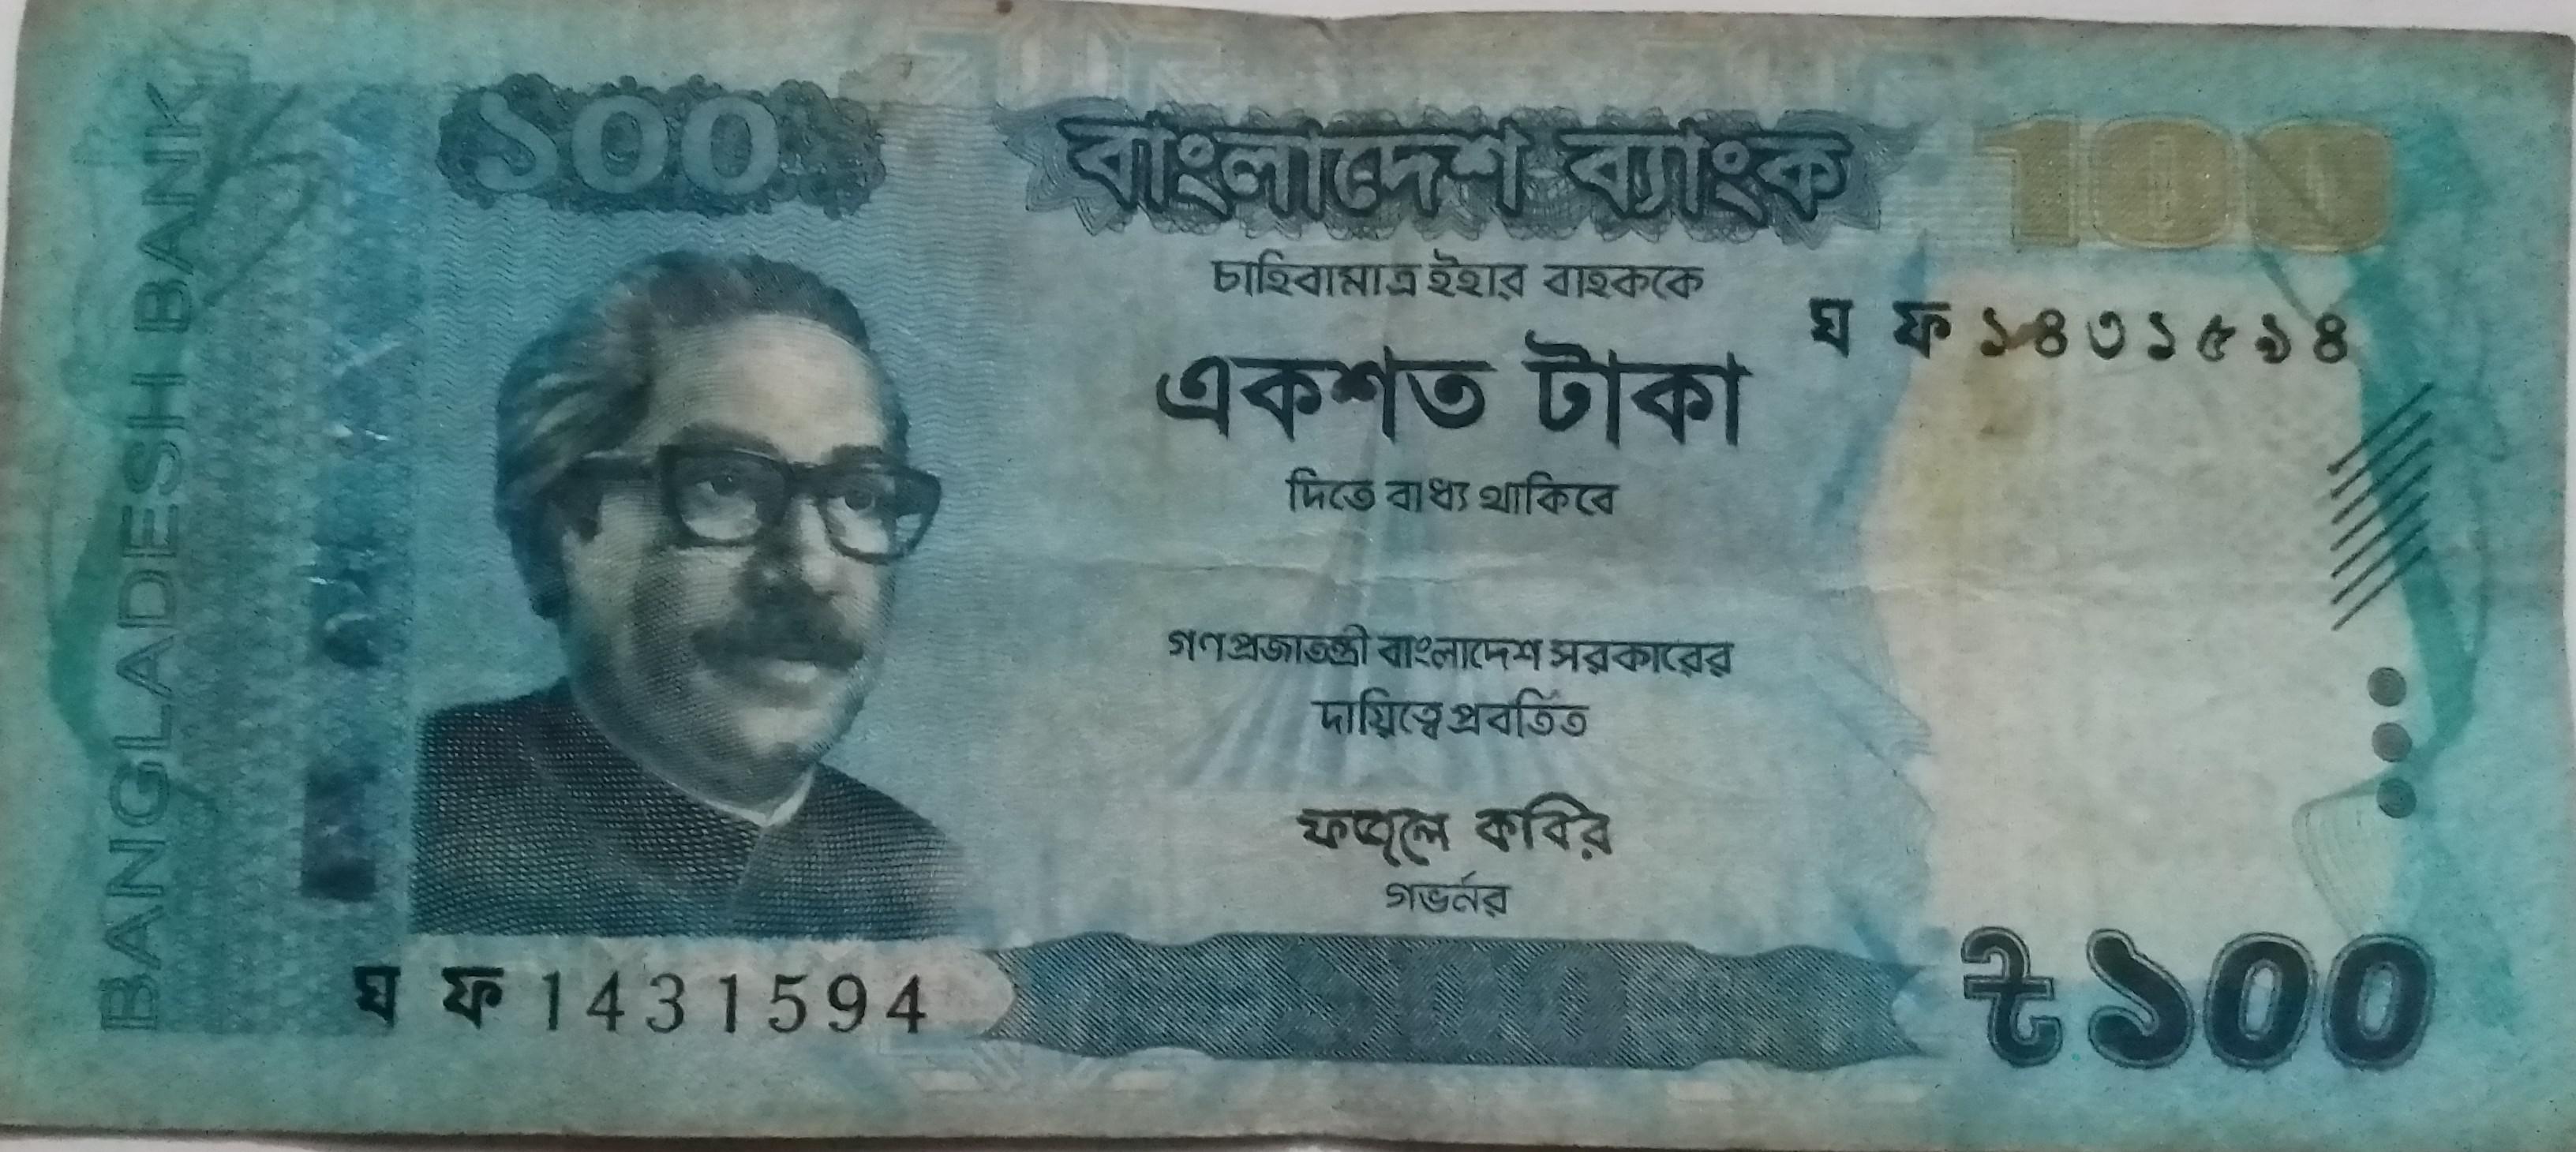 BANGLADESH BANK
১০০
বাংলাদেশ ব্যাংক
100
চাহিবামাত্র ইহার বাহককে
ঘ ফ ১৪৩১৫৯৪
একশত টাকা
দিতে বাধ্য থাকিবে
গণপ্রজাতন্ত্রী বাংলাদেশ সরকারের
দায়িত্বে প্রবর্তিত
ফজলে কবির
গভর্নর
ঘ ফ 1431594
৳১০০